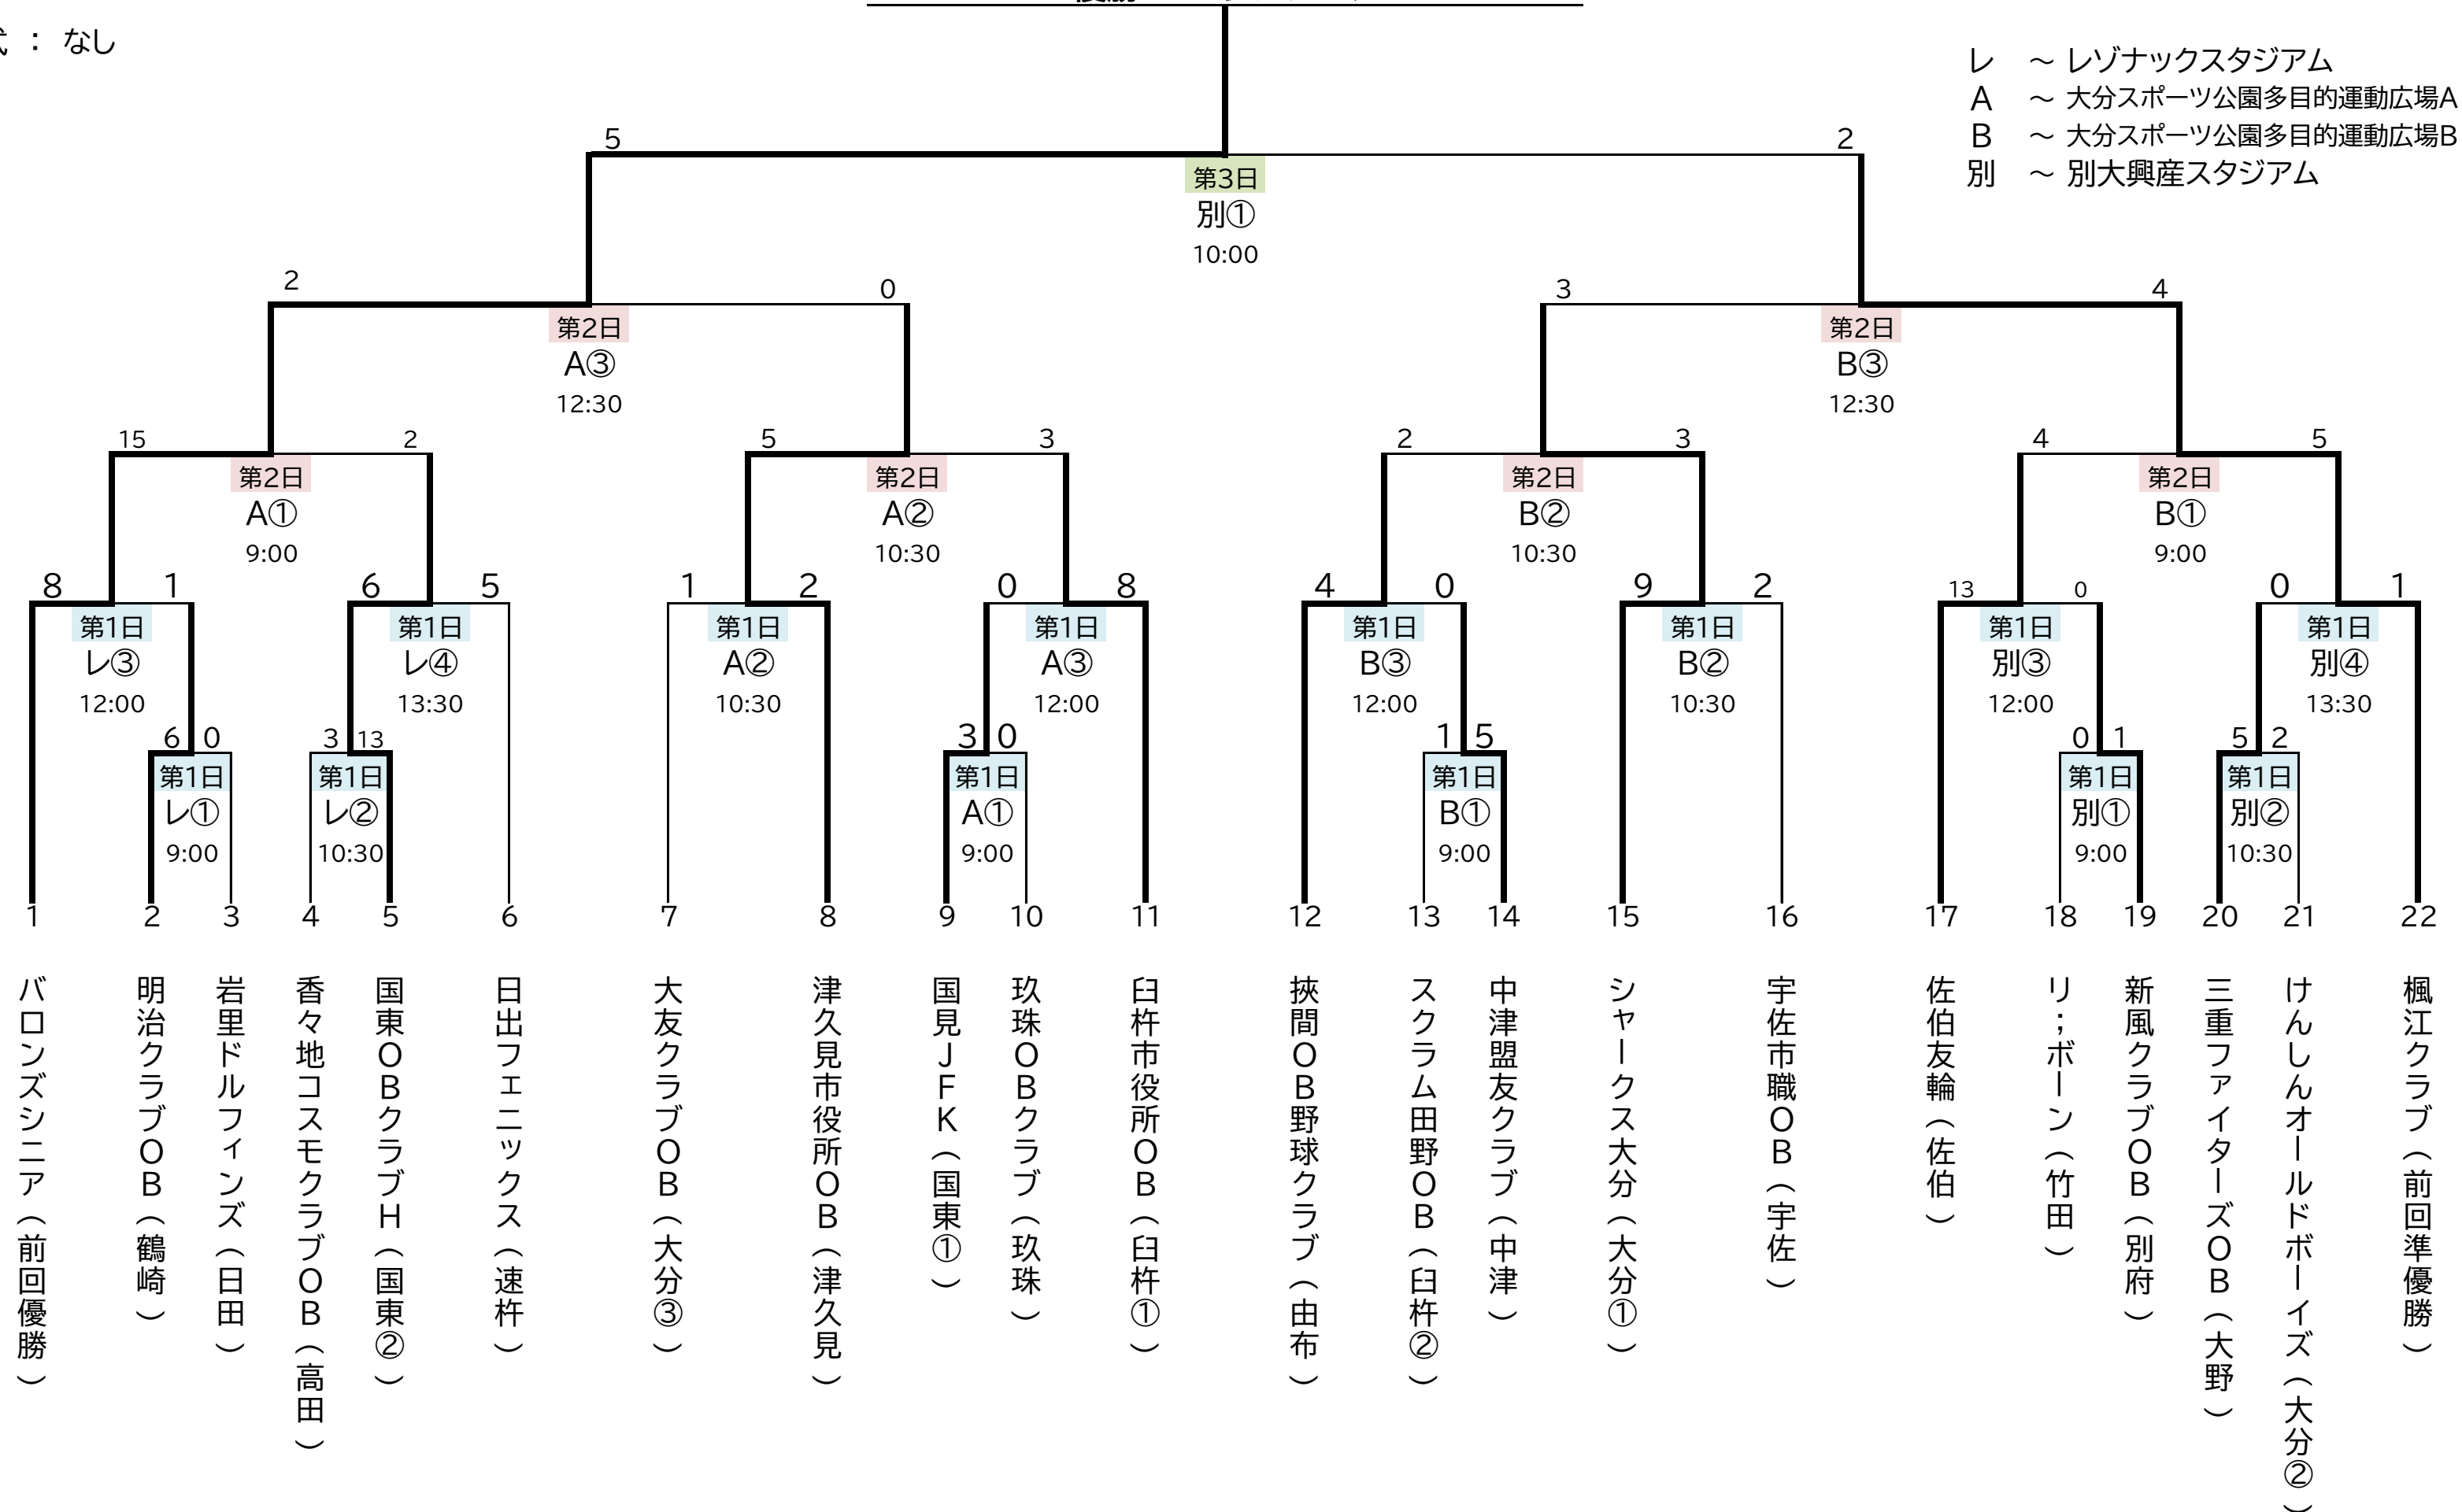 優勝
式 ： なし
レ ～ レゾナックスタジアム
A ～ 大分スポーツ公園多目的運動広場A
B ～ 大分スポーツ公園多目的運動広場B
別 ～ 別大興産スタジアム
5 2
第3日
別①
10:00
2 0 3 4
第2日 第2日
A③ B③
12:30 12:30
15 2 5 3 2 3 4 5
第2日 第2日 第2日 第2日
A① A② B② B①
9:00 10:30 10:30 9:00
8 1 6 5 1 2 0 8 4 0 9 2 13 0 0 1
第1日 第1日 第1日 第1日 第1日 第1日 第1日 第1日
レ③ レ④ A② A③ B③ B② 別③ 別④
12:00 13:30 10:30 12:00 12:00 10:30 12:00 13:30
6 0 3 13 3 0 1 5 0 1 5 2
第1日 第1日 第1日 第1日 第1日 第1日
レ① レ② A① B① 別① 別②
9:00 10:30 9:00 9:00 9:00 10:30
1 2 3 4 5 6 7 8 9 10 11 12 13 14 15 16 17 18 19 20 21 22
バロンズシニア（前回優勝）
明治クラブOB（鶴崎）
岩里ドルフィンズ（日田）
香々地コスモクラブOB（高田）
国東OBクラブH（国東②）
日出フェニックス（速杵）
大友クラブOB（大分③）
津久見市役所OB（津久見）
国見JFK（国東①）
玖珠OBクラブ（玖珠）
臼杵市役所OB（臼杵①）
挾間OB野球クラブ（由布）
スクラム田野OB（臼杵②）
中津盟友クラブ（中津）
シャークス大分（大分①）
宇佐市職OB（宇佐）
佐伯友輪（佐伯）
リ；ボーン（竹田）
新風クラブOB（別府）
三重ファイターズOB（大野）
けんしんオールドボーイズ（大分②）
楓江クラブ（前回準優勝）